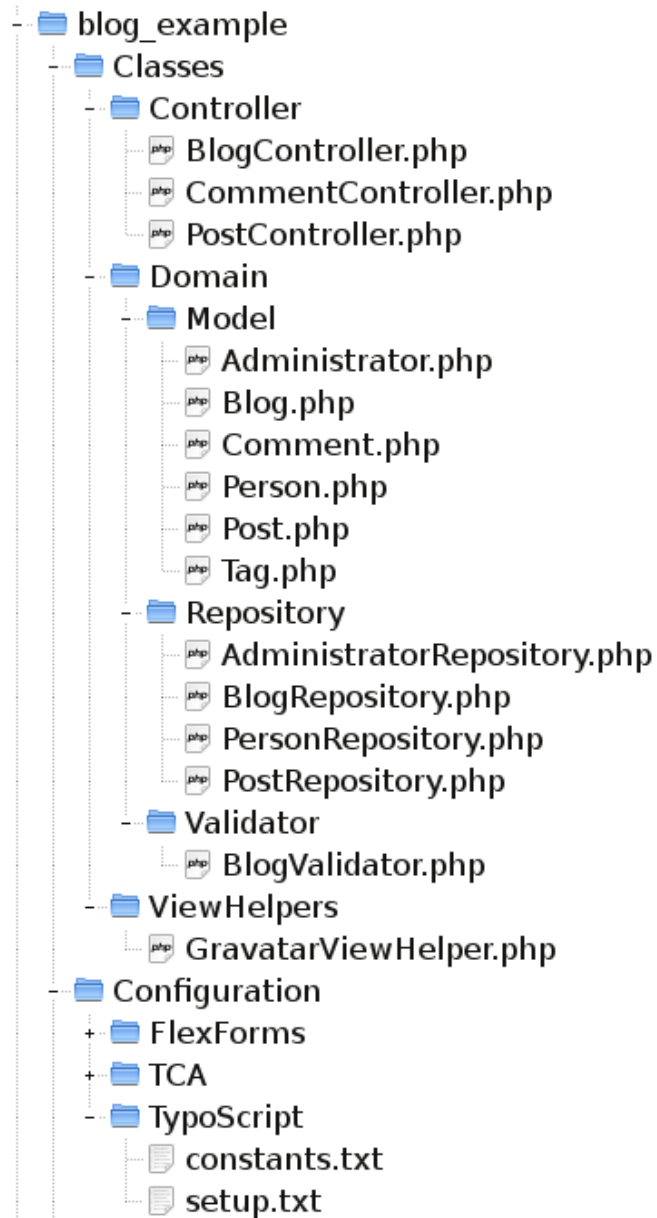 blog_example
Classes
Controller
BlogController.php
CommentController.php
PostController.php
Domain
Model
Administrator.php
Blog.php
Comment.php
Person.php
Post.php
Tag.php
Repository
AdministratorRepository.php
BlogRepository.php
PersonRepository.php
PostRepository.php
Validator
BlogValidator.php
ViewHelpers
GravatarViewHelper.php
Configuration
FlexForms
TCA
TypoScript
constants.txt
setup.txt